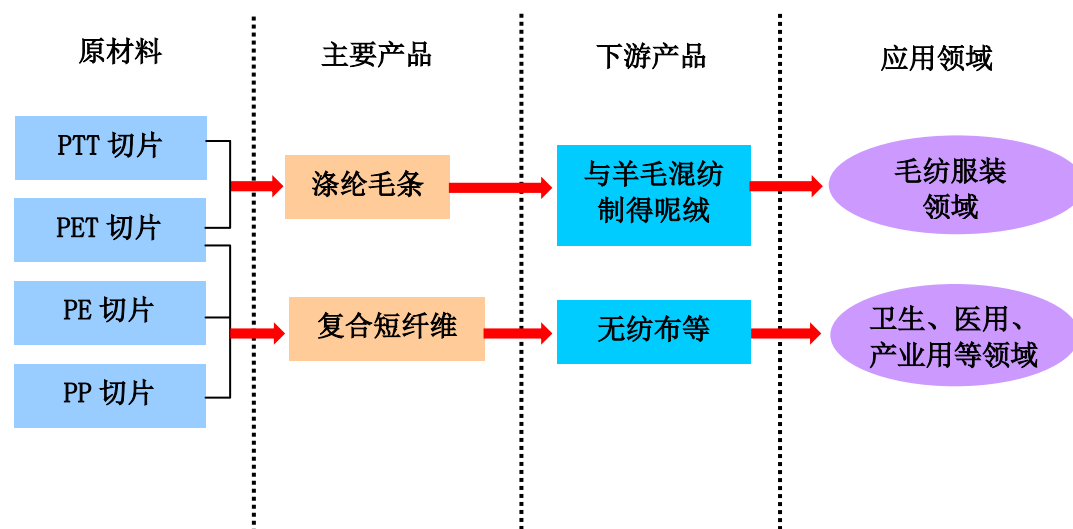 原材料
主要产品
下游产品
应用领域
PTT 切片
PET 切片
PE 切片
PP 切片
涤纶毛条
复合短纤维
与羊毛混纺
制得呢绒
无纺布等
毛纺服装
领域
卫生、医用、
产业用等领域